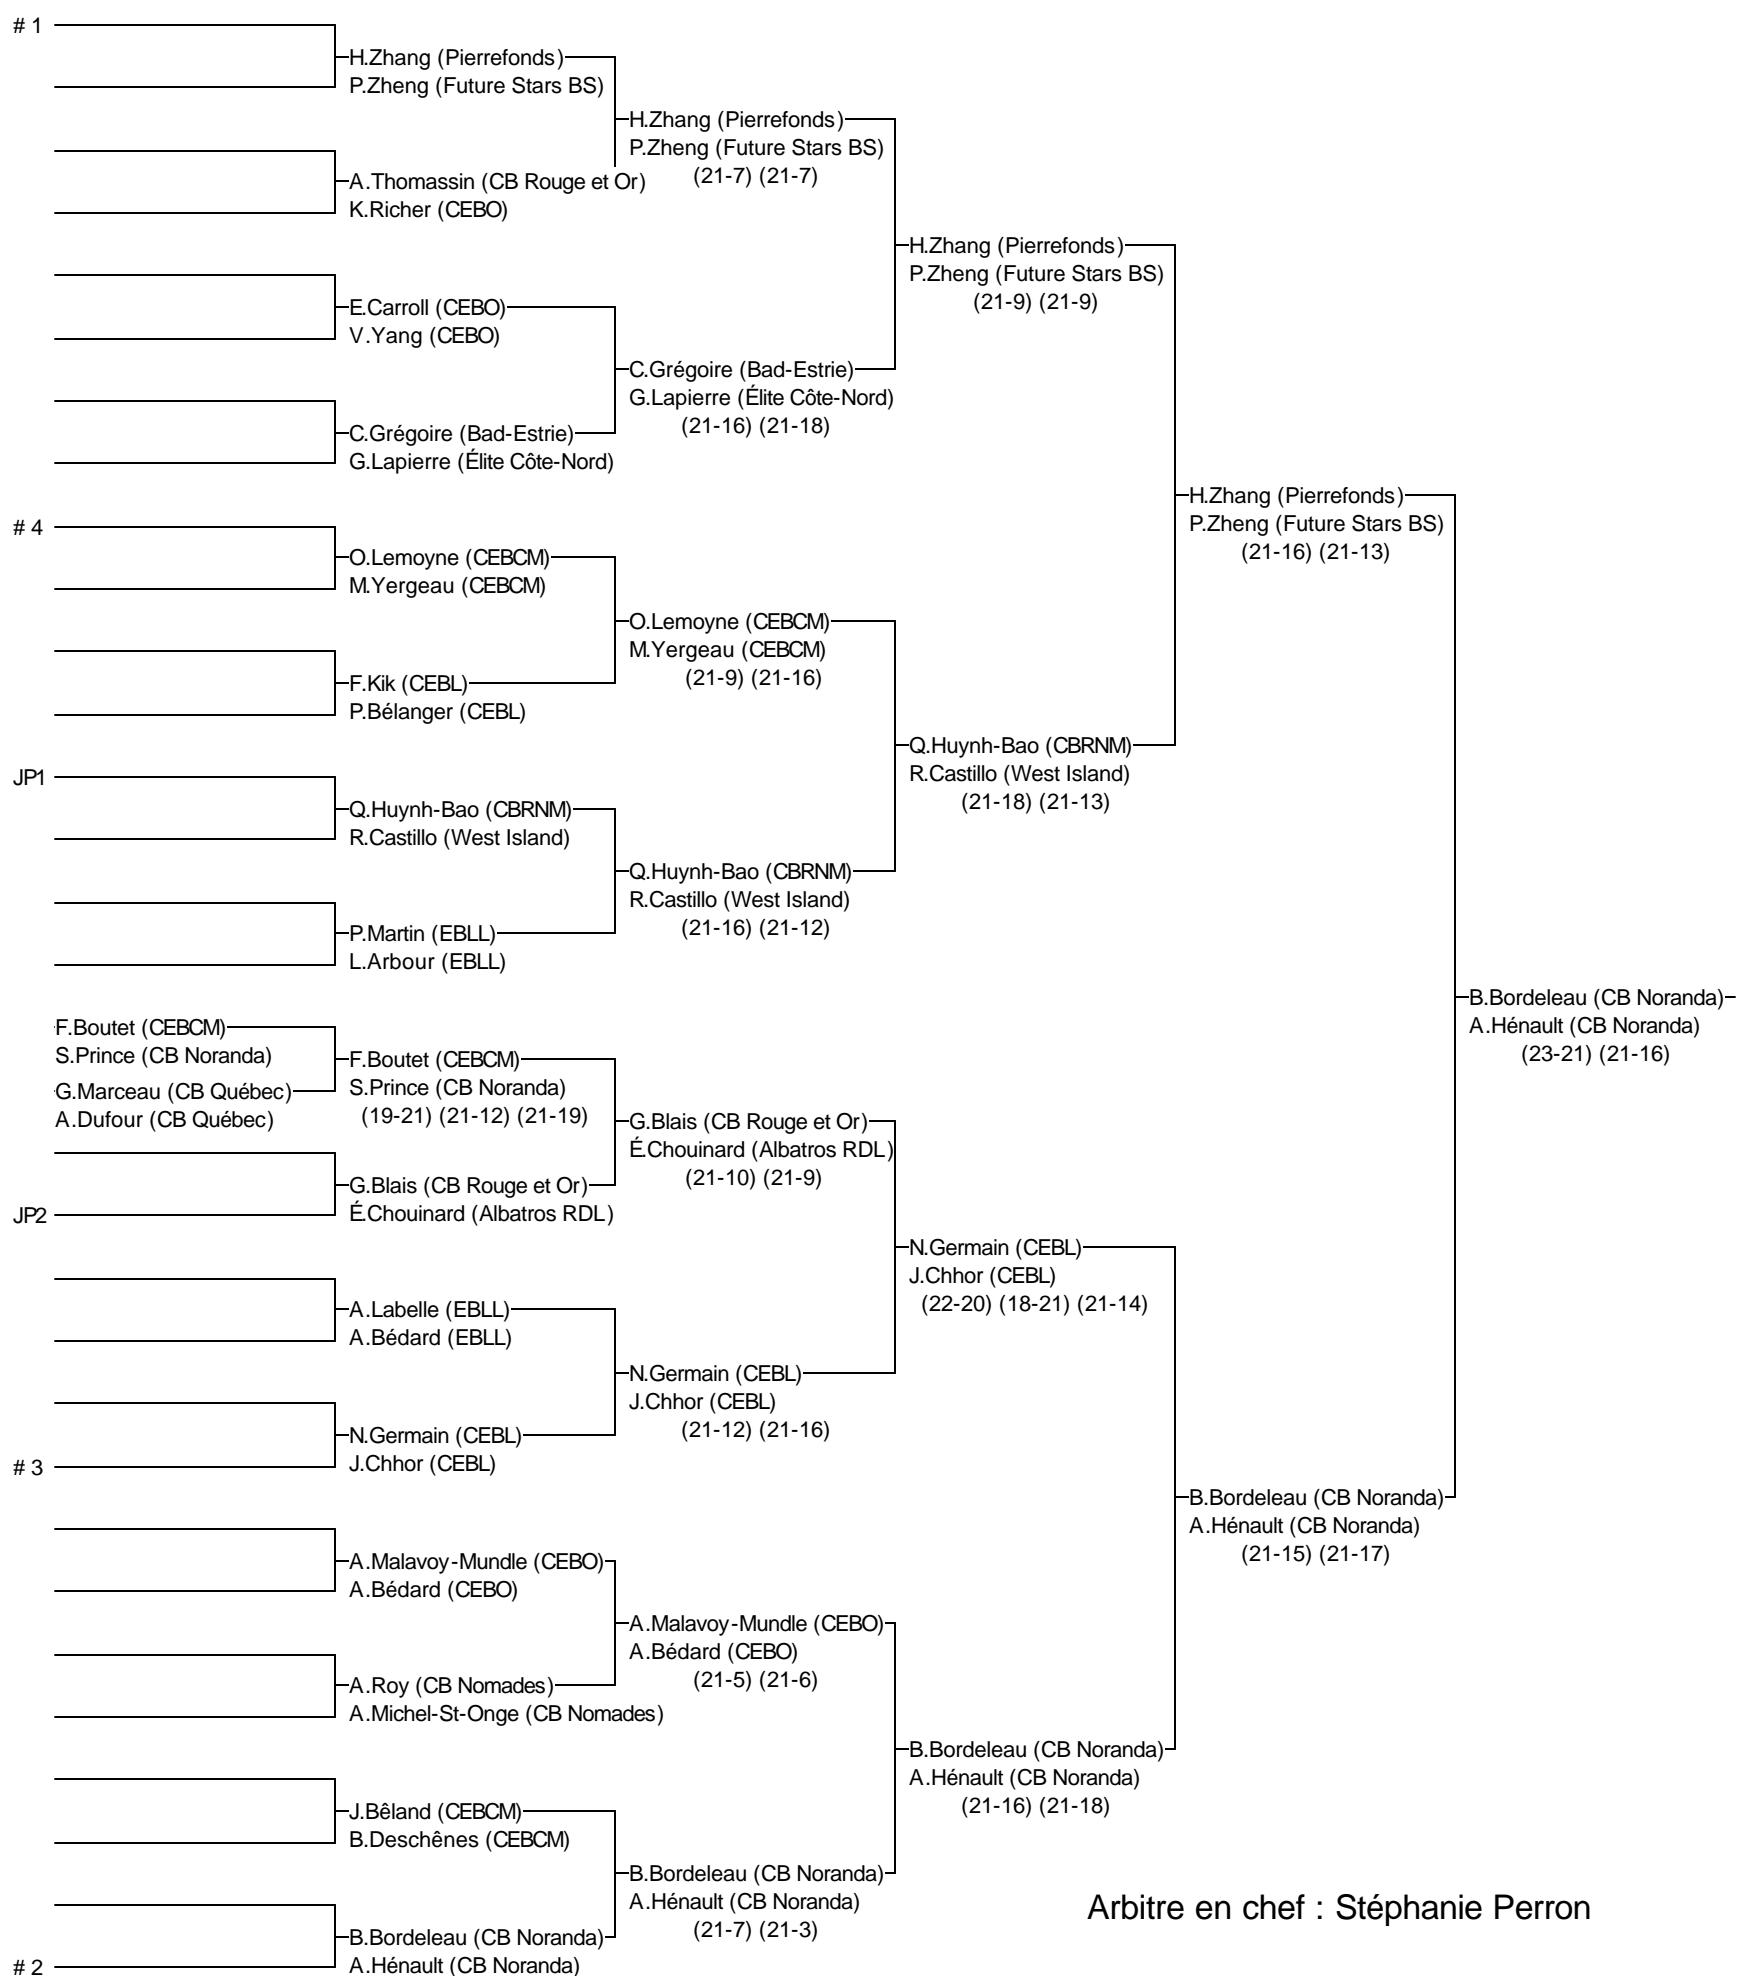 # 1
H.Zhang (Pierrefonds)
P.Zheng (Future Stars BS)
H.Zhang (Pierrefonds)
P.Zheng (Future Stars BS)
(21-7) (21-7)
A.Thomassin (CB Rouge et Or)
K.Richer (CEBO)
H.Zhang (Pierrefonds)
P.Zheng (Future Stars BS)
(21-9) (21-9)
E.Carroll (CEBO)
V.Yang (CEBO)
C.Grégoire (Bad-Estrie)
G.Lapierre (Élite Côte-Nord)
(21-16) (21-18)
C.Grégoire (Bad-Estrie)
G.Lapierre (Élite Côte-Nord)
H.Zhang (Pierrefonds)
P.Zheng (Future Stars BS)
(21-16) (21-13)
# 4
O.Lemoyne (CEBCM)
M.Yergeau (CEBCM)
O.Lemoyne (CEBCM)
M.Yergeau (CEBCM)
(21-9) (21-16)
F.Kik (CEBL)
P.Bélanger (CEBL)
Q.Huynh-Bao (CBRNM)
R.Castillo (West Island)
(21-18) (21-13)
JP1
Q.Huynh-Bao (CBRNM)
R.Castillo (West Island)
Q.Huynh-Bao (CBRNM)
R.Castillo (West Island)
(21-16) (21-12)
P.Martin (EBLL)
L.Arbour (EBLL)
B.Bordeleau (CB Noranda)
A.Hénault (CB Noranda)
(23-21) (21-16)
F.Boutet (CEBCM)
S.Prince (CB Noranda)
F.Boutet (CEBCM)
S.Prince (CB Noranda)
(19-21) (21-12) (21-19)
G.Marceau (CB Québec)
A.Dufour (CB Québec)
G.Blais (CB Rouge et Or)
É.Chouinard (Albatros RDL)
(21-10) (21-9)
G.Blais (CB Rouge et Or)
É.Chouinard (Albatros RDL)
JP2
N.Germain (CEBL)
J.Chhor (CEBL)
(22-20) (18-21) (21-14)
A.Labelle (EBLL)
A.Bédard (EBLL)
N.Germain (CEBL)
J.Chhor (CEBL)
(21-12) (21-16)
N.Germain (CEBL)
J.Chhor (CEBL)
# 3
B.Bordeleau (CB Noranda)
A.Hénault (CB Noranda)
(21-15) (21-17)
A.Malavoy-Mundle (CEBO)
A.Bédard (CEBO)
A.Malavoy-Mundle (CEBO)
A.Bédard (CEBO)
(21-5) (21-6)
A.Roy (CB Nomades)
A.Michel-St-Onge (CB Nomades)
B.Bordeleau (CB Noranda)
A.Hénault (CB Noranda)
(21-16) (21-18)
J.Bêland (CEBCM)
B.Deschênes (CEBCM)
B.Bordeleau (CB Noranda)
A.Hénault (CB Noranda)
(21-7) (21-3)
Arbitre en chef : Stéphanie Perron
B.Bordeleau (CB Noranda)
A.Hénault (CB Noranda)
# 2